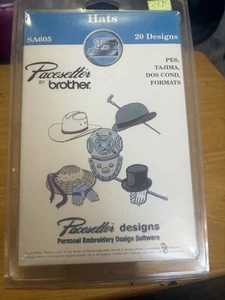 Hats
SA605
20 Designs
Pacesetter
BY brother.
PES,
TAJIMA,
DOS COND,
FORMATS
Pacesetter designs
Personal Embroidery Design Software